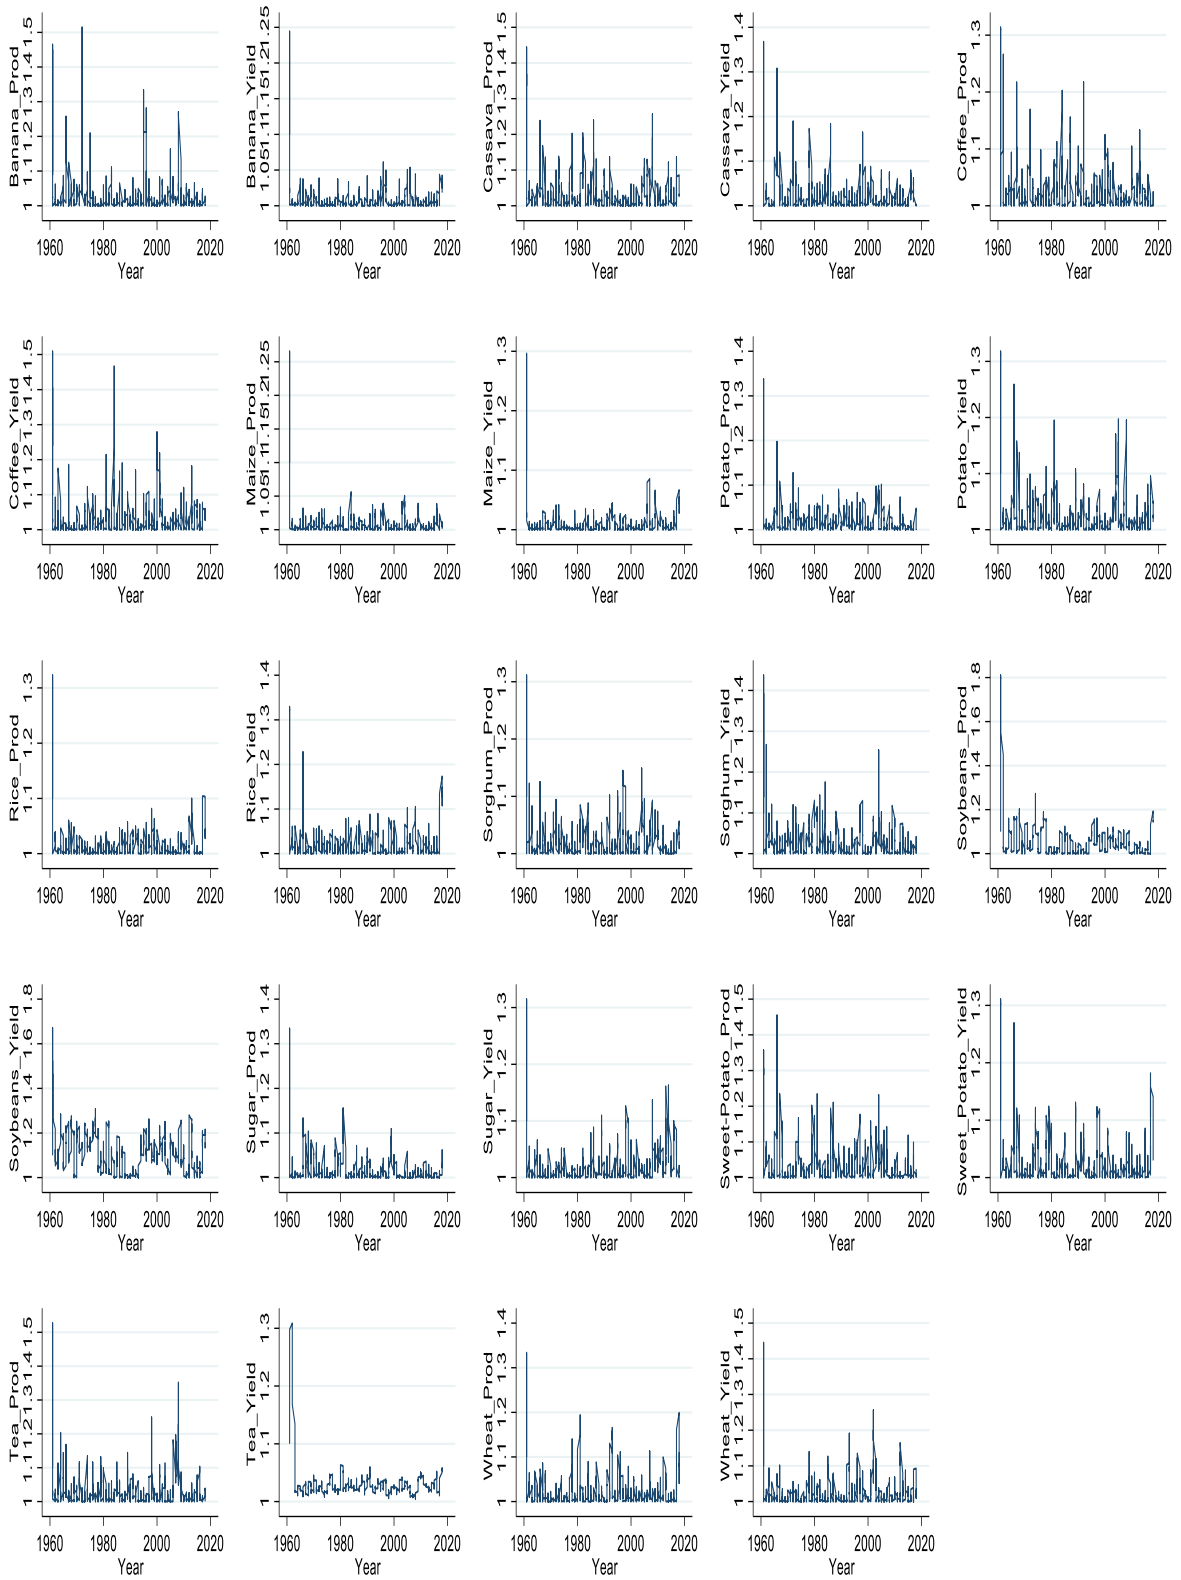 Banana_Prod
1 1.1 1.2 1.3 1.4 1.5
1960 1980 2000 2020
Year
Banana_Yield
1 1.05 1.1 1.15 1.2 1.25
1960 1980 2000 2020
Year
Cassava_Prod
1 1.1 1.2 1.3 1.4 1.5
1960 1980 2000 2020
Year
Cassava_Yield
1 1.1 1.2 1.3 1.4
1960 1980 2000 2020
Year
Coffee_Prod
1 1.1 1.2 1.3
1960 1980 2000 2020
Year
Coffee_Yield
1 1.1 1.2 1.3 1.4 1.5
1960 1980 2000 2020
Year
Maize_Prod
1 1.05 1.1 1.15 1.2 1.25
1960 1980 2000 2020
Year
Maize_Yield
1 1.1 1.2 1.3
1960 1980 2000 2020
Year
Potato_Prod
1 1.1 1.2 1.3 1.4
1960 1980 2000 2020
Year
Potato_Yield
1 1.1 1.2 1.3
1960 1980 2000 2020
Year
Rice_Prod
1 1.1 1.2 1.3
1960 1980 2000 2020
Year
Rice_Yield
1 1.1 1.2 1.3 1.4
1960 1980 2000 2020
Year
Sorghum_Prod
1 1.1 1.2 1.3
1960 1980 2000 2020
Year
Sorghum_Yield
1 1.1 1.2 1.3 1.4
1960 1980 2000 2020
Year
Soybeans_Prod
1 1.2 1.4 1.6 1.8
1960 1980 2000 2020
Year
Soybeans_Yield
1 1.2 1.4 1.6 1.8
1960 1980 2000 2020
Year
Sugar_Prod
1 1.1 1.2 1.3 1.4
1960 1980 2000 2020
Year
Sugar_Yield
1 1.1 1.2 1.3
1960 1980 2000 2020
Year
Sweet-Potato_Prod
1 1.1 1.2 1.3 1.4 1.5
1960 1980 2000 2020
Year
Sweet_Potato_Yield
1 1.1 1.2 1.3
1960 1980 2000 2020
Year
Tea_Prod
1 1.1 1.2 1.3 1.4 1.5
1960 1980 2000 2020
Year
Tea_Yield
1 1.1 1.2 1.3
1960 1980 2000 2020
Year
Wheat_Prod
1 1.1 1.2 1.3 1.4
1960 1980 2000 2020
Year
Wheat_Yield
1 1.1 1.2 1.3 1.4 1.5
1960 1980 2000 2020
Year